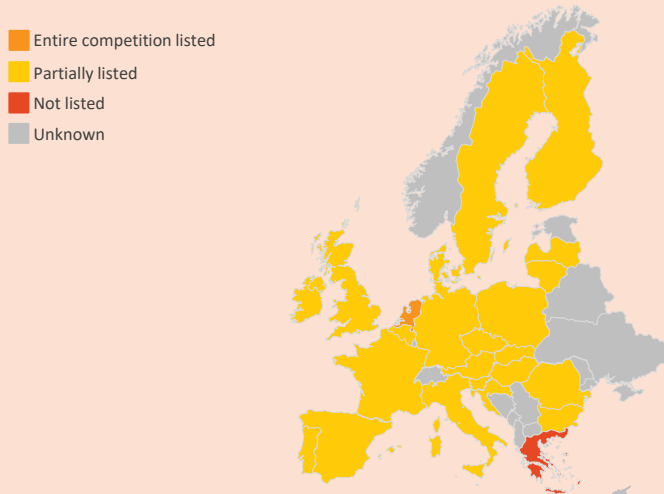 Entire competition listed
Partially listed
Not listed
Unknown